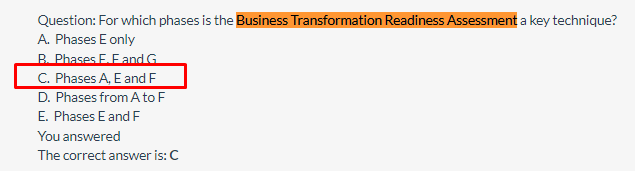 Question: For which phases is the Business Transformation Readiness Assessment a key technique?
A. Phases E only
B. Phases E, F and G
C. Phases A, E and F
D. Phases from A to F
E. Phases E and F
You answered
The correct answer is: C